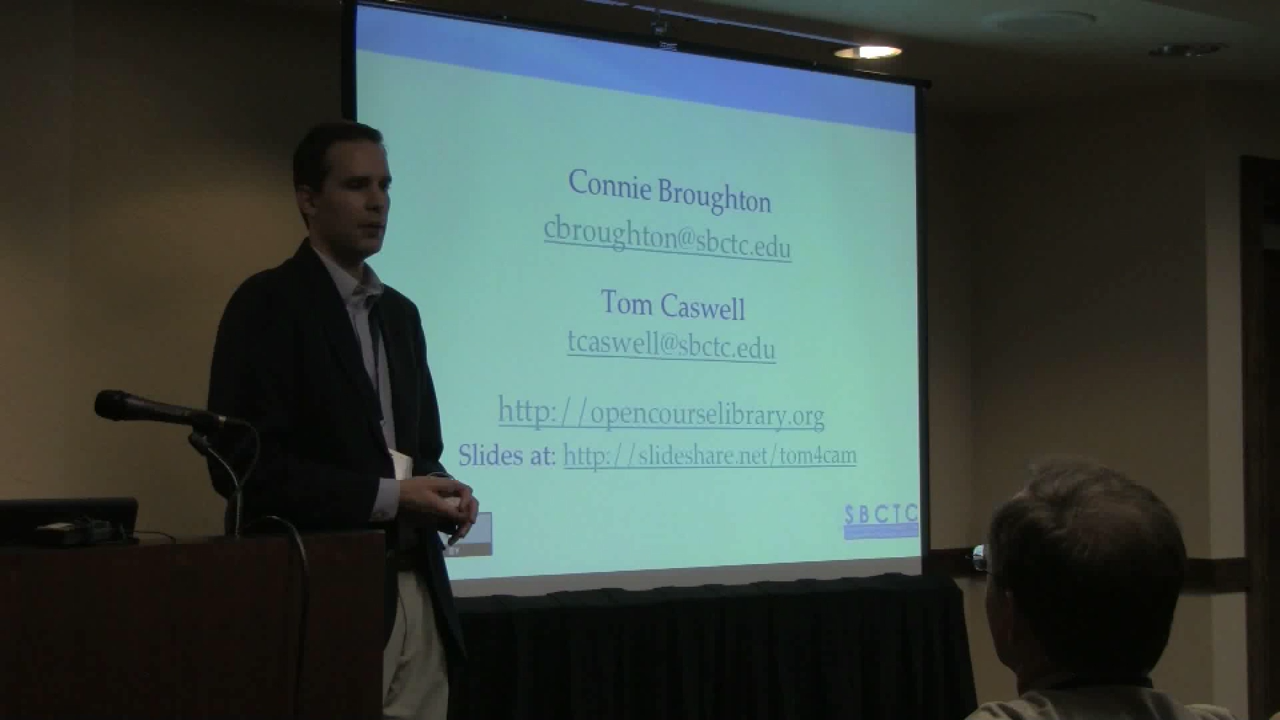 Connie Broughton
cbroughton@sbctc.edu
Tom Caswell
tcaswell@sbctc.edu
http://opencourselibrary.org
Slides at: http://slideshare.net/tom4cam
SBCTC
BY